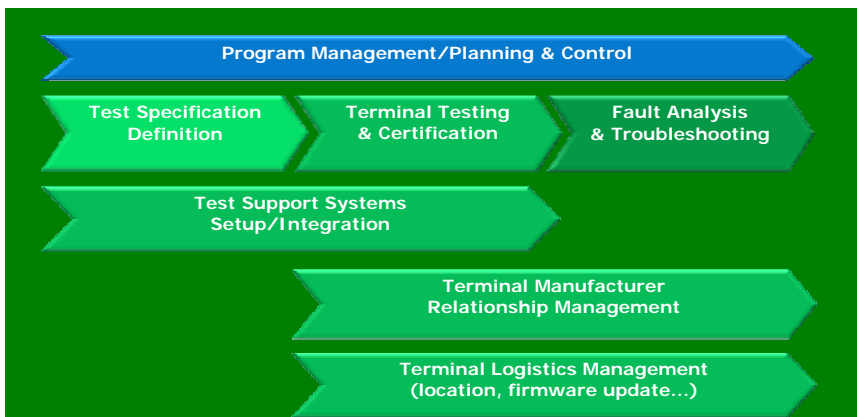 Program Management/Planning & Control
Test Specification
Definition
Terminal Testing
& Certification
Fault Analysis
& Troubleshooting
Test Support Systems
Setup/Integration
Terminal Manufacturer
Relationship Management
Terminal Logistics Management
(location, firmware update...)